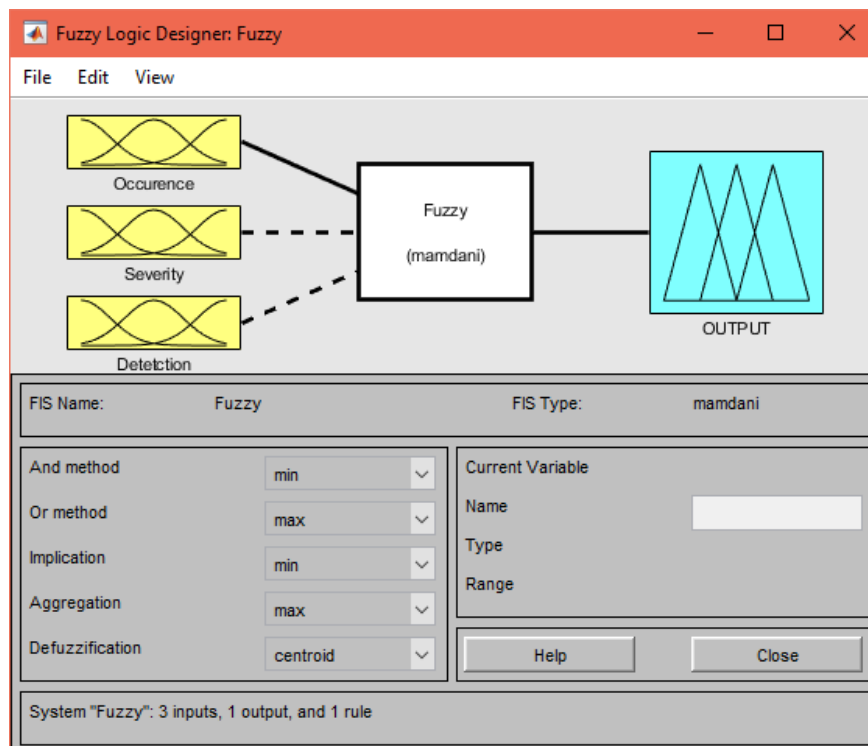 Fuzzy Logic Designer: Fuzzy
File Edit View
Occurence
Severity
Detetction
Fuzzy
(mamdani)
OUTPUT
FIS Name: Fuzzy FIS Type: mamdani
And method min
Or method max
Implication min
Aggregation max
Defuzzification centroid
Current Variable
Name
Type
Range
Help Close
System "Fuzzy": 3 inputs, 1 output, and 1 rule